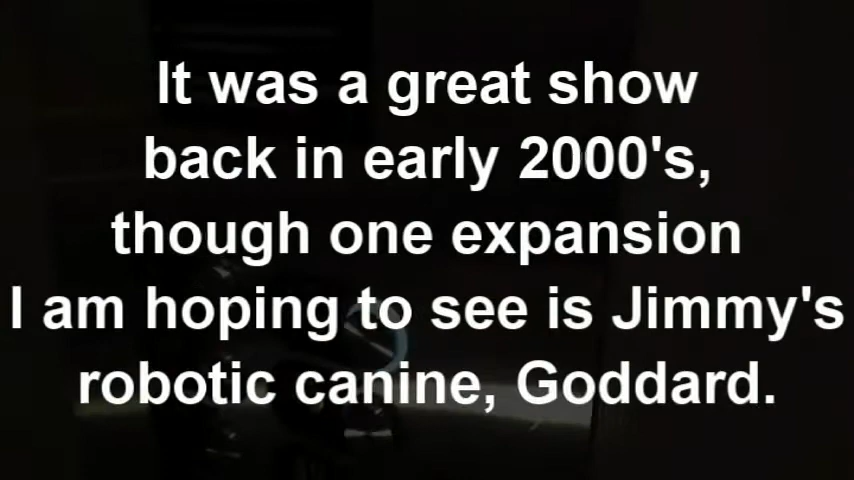 It was a great show
back in early 2000's,
though one expansion
I am hoping to see is Jimmy's
robotic canine, Goddard.